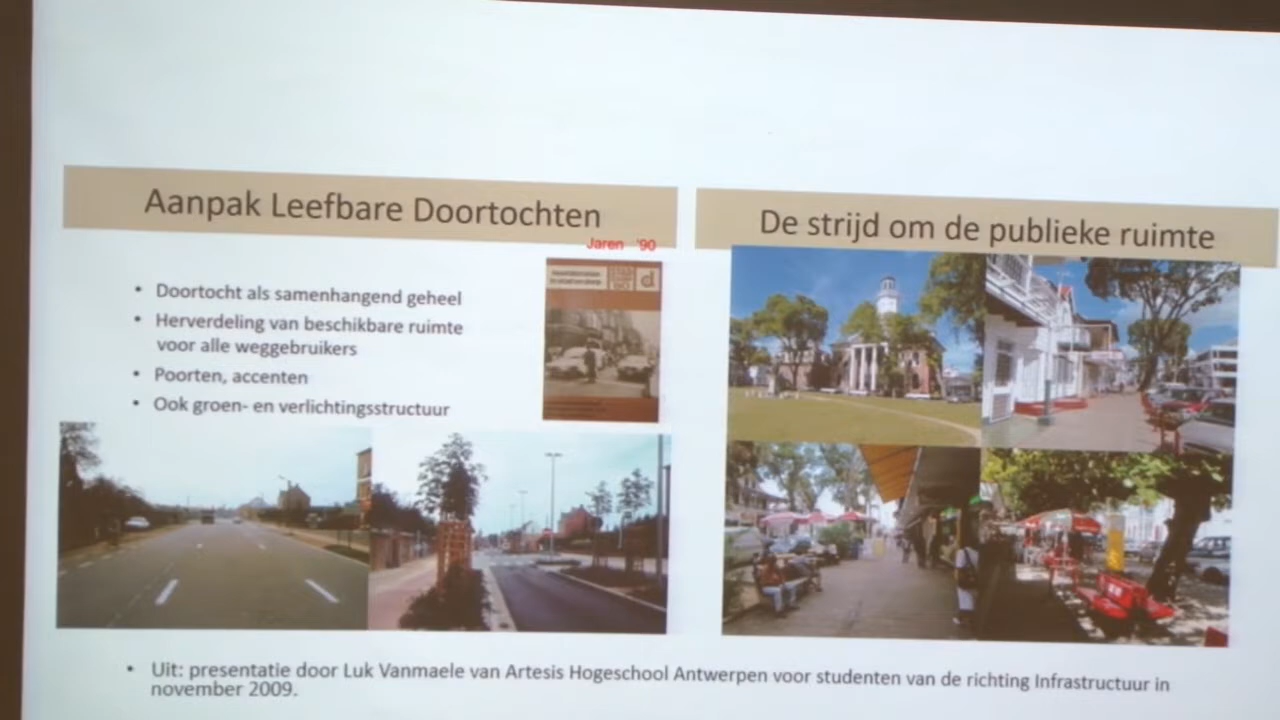 Aanpak Leefbare Doortochten
Jaren '90
• Doortocht als samenhangend geheel
• Herverdeling van beschikbare ruimte
voor alle weggebruikers
• Poorten, accenten
• Ook groen- en verlichtingsstructuur
d
De strijd om de publieke ruimte
• Uit: presentatie door Luk Vanmaele van Artesis Hogeschool Antwerpen voor studenten van de richting Infrastructuur in
november 2009.